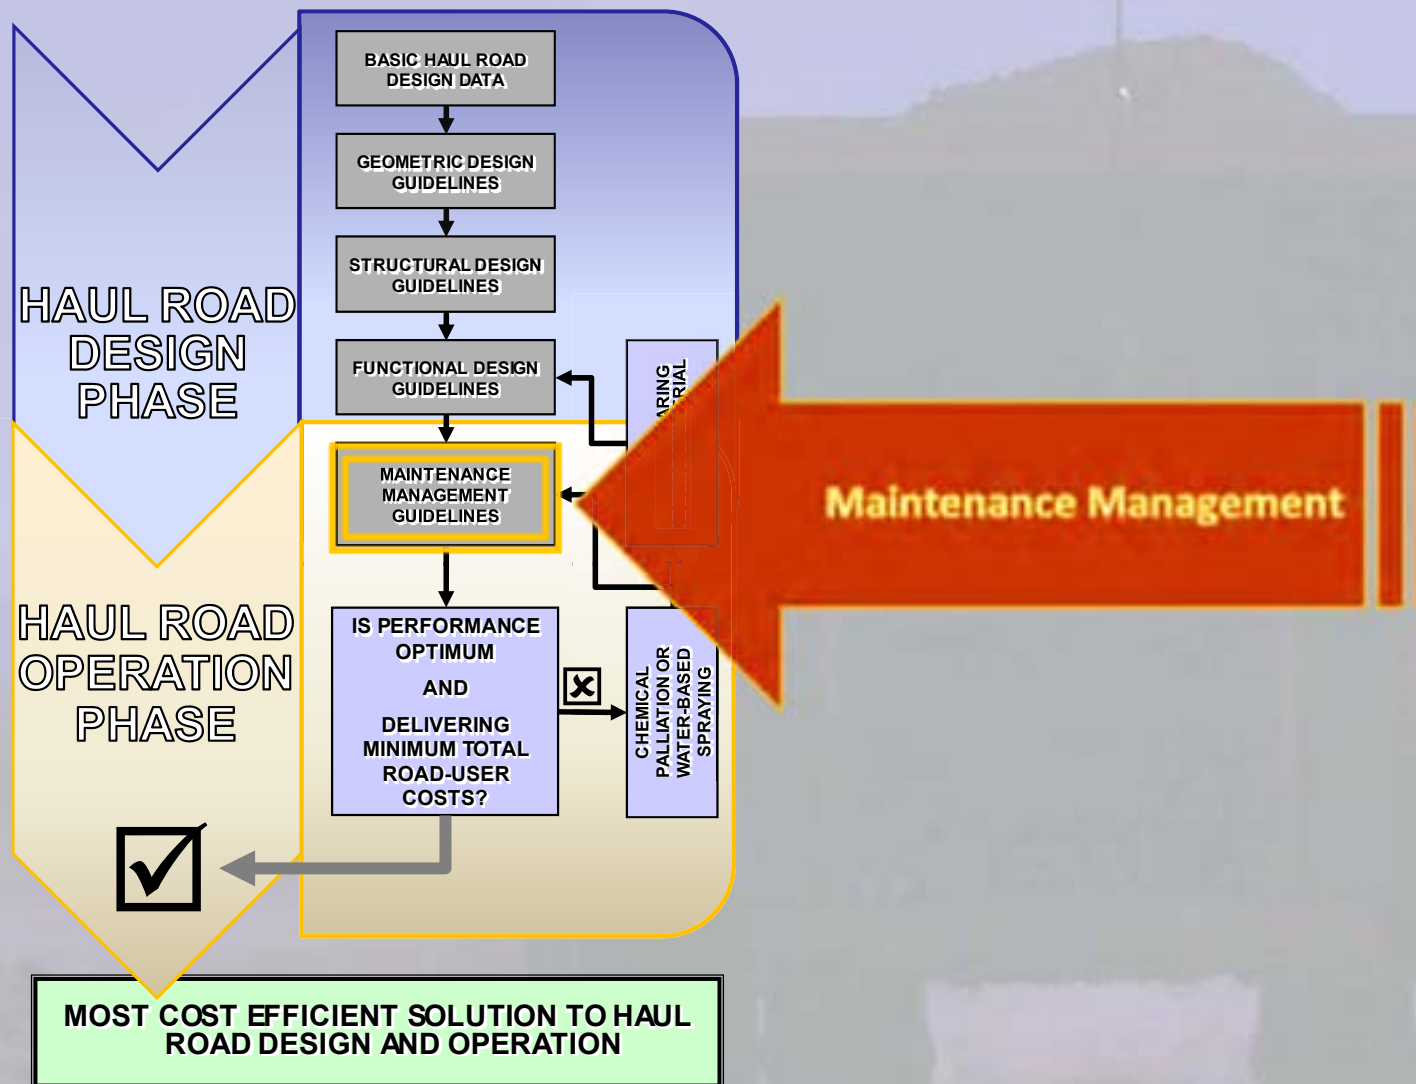 BASIC HAUL ROAD
DESIGN DATA
GEOMETRIC DESIGN
GUIDELINES
STRUCTURAL DESIGN
GUIDELINES
HAUL ROAD
DESIGN
PHASE
FUNCTIONAL DESIGN
GUIDELINES
MAINTENANCE
MANAGEMENT
GUIDELINES
Maintenance Management
HAUL ROAD
OPERATION
PHASE
IS PERFORMANCE
OPTIMUM
AND
DELIVERING
MINIMUM TOTAL
ROAD-USER
COSTS?
CHEMICAL
PALLIATION OR
WATER-BASED
SPRAYING
MOST COST EFFICIENT SOLUTION TO HAUL
ROAD DESIGN AND OPERATION